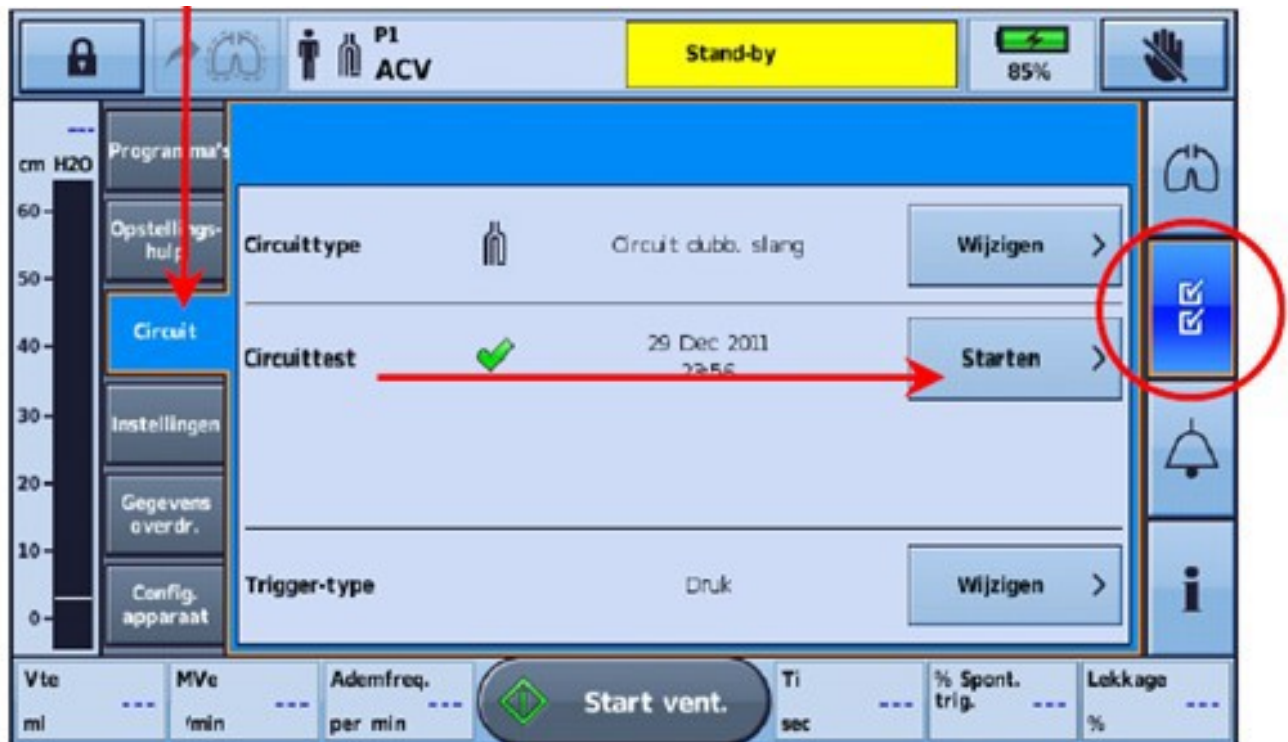 P1
ACV
Stand-by
85%
---
cm H2O
60
50
40
30
20
10
0
Programma's
Opstellings-
hulp
Circuit
Instellingen
Gegevens
overdr.
Config.
apparaat
Circuittype
Circuit dubb. slang
Wijzigen >
Circuittest
29 Dec 2011
23:56
Starten >
Trigger-type
Druk
Wijzigen >
i
Vte
---
ml
MVe
---
/min
Ademfreq.
---
per min
Start vent.
Ti
---
sec
% Spont.
trig. ---
Lekkage
---
%